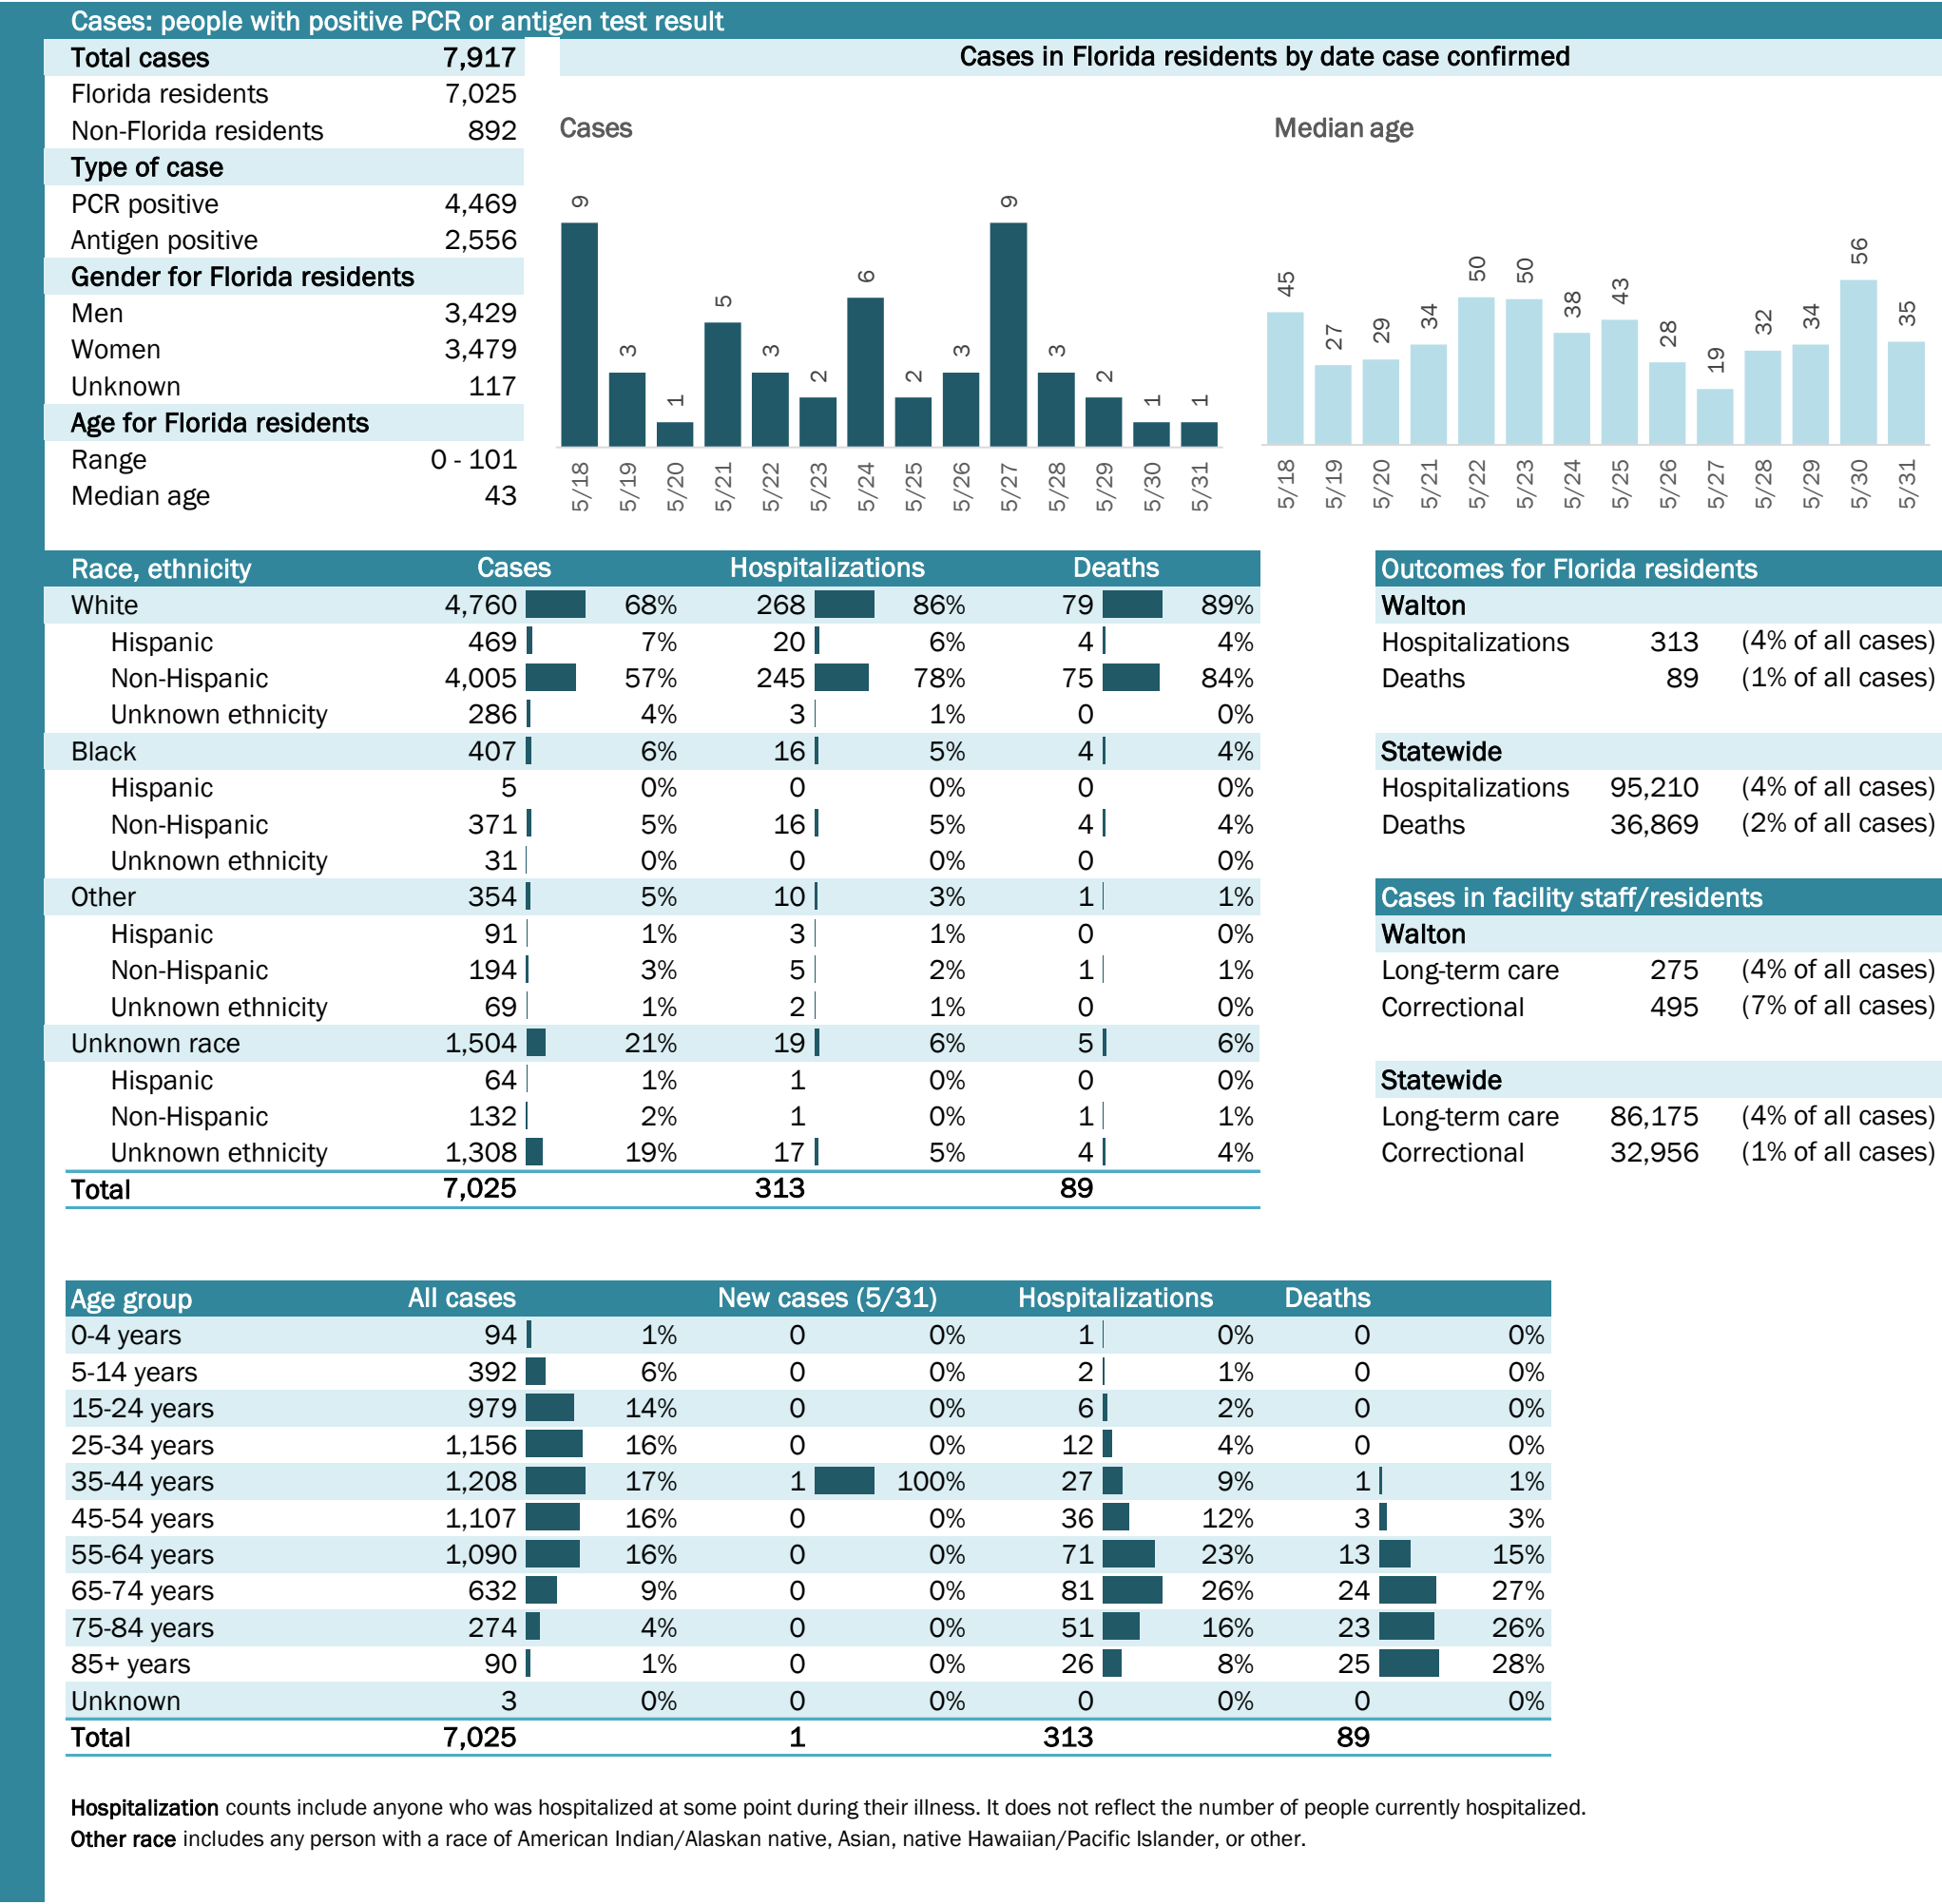 Cases: people with positive PCR or antigen test result
Total cases 7,917
Florida residents 7,025
Non-Florida residents 892
Type of case
PCR positive 4,469
Antigen positive 2,556
Gender for Florida residents
Men 3,429
Women 3,479
Unknown 117
Age for Florida residents
Range 0 - 101
Median age 43
Cases in Florida residents by date case confirmed
Cases
9 3 1 5 3 2 6 2 3 9 3 2 1 1
5/18 5/19 5/20 5/21 5/22 5/23 5/24 5/25 5/26 5/27 5/28 5/29 5/30 5/31
Median age
45 27 29 34 50 50 38 43 28 19 32 34 56 35
5/18 5/19 5/20 5/21 5/22 5/23 5/24 5/25 5/26 5/27 5/28 5/29 5/30 5/31
Race, ethnicity Cases Hospitalizations Deaths
White 4,760 68% 268 86% 79 89%
Hispanic 469 7% 20 6% 4 4%
Non-Hispanic 4,005 57% 245 78% 75 84%
Unknown ethnicity 286 4% 3 1% 0 0%
Black 407 6% 16 5% 4 4%
Hispanic 5 0% 0 0% 0 0%
Non-Hispanic 371 5% 16 5% 4 4%
Unknown ethnicity 31 0% 0 0% 0 0%
Other 354 5% 10 3% 1 1%
Hispanic 91 1% 3 1% 0 0%
Non-Hispanic 194 3% 5 2% 1 1%
Unknown ethnicity 69 1% 2 1% 0 0%
Unknown race 1,504 21% 19 6% 5 6%
Hispanic 64 1% 1 0% 0 0%
Non-Hispanic 132 2% 1 0% 1 1%
Unknown ethnicity 1,308 19% 17 5% 4 4%
Total 7,025 313 89
Outcomes for Florida residents
Walton
Hospitalizations 313 (4% of all cases)
Deaths 89 (1% of all cases)
Statewide
Hospitalizations 95,210 (4% of all cases)
Deaths 36,869 (2% of all cases)
Cases in facility staff/residents
Walton
Long-term care 275 (4% of all cases)
Correctional 495 (7% of all cases)
Statewide
Long-term care 86,175 (4% of all cases)
Correctional 32,956 (1% of all cases)
Age group All cases New cases (5/31) Hospitalizations Deaths
0-4 years 94 1% 0 0% 1 0% 0 0%
5-14 years 392 6% 0 0% 2 1% 0 0%
15-24 years 979 14% 0 0% 6 2% 0 0%
25-34 years 1,156 16% 0 0% 12 4% 0 0%
35-44 years 1,208 17% 1 100% 27 9% 1 1%
45-54 years 1,107 16% 0 0% 36 12% 3 3%
55-64 years 1,090 16% 0 0% 71 23% 13 15%
65-74 years 632 9% 0 0% 81 26% 24 27%
75-84 years 274 4% 0 0% 51 16% 23 26%
85+ years 90 1% 0 0% 26 8% 25 28%
Unknown 3 0% 0 0% 0 0% 0 0%
Total 7,025 1 313 89
Hospitalization counts include anyone who was hospitalized at some point during their illness. It does not reflect the number of people currently hospitalized.
Other race includes any person with a race of American Indian/Alaskan native, Asian, native Hawaiian/Pacific Islander, or other.